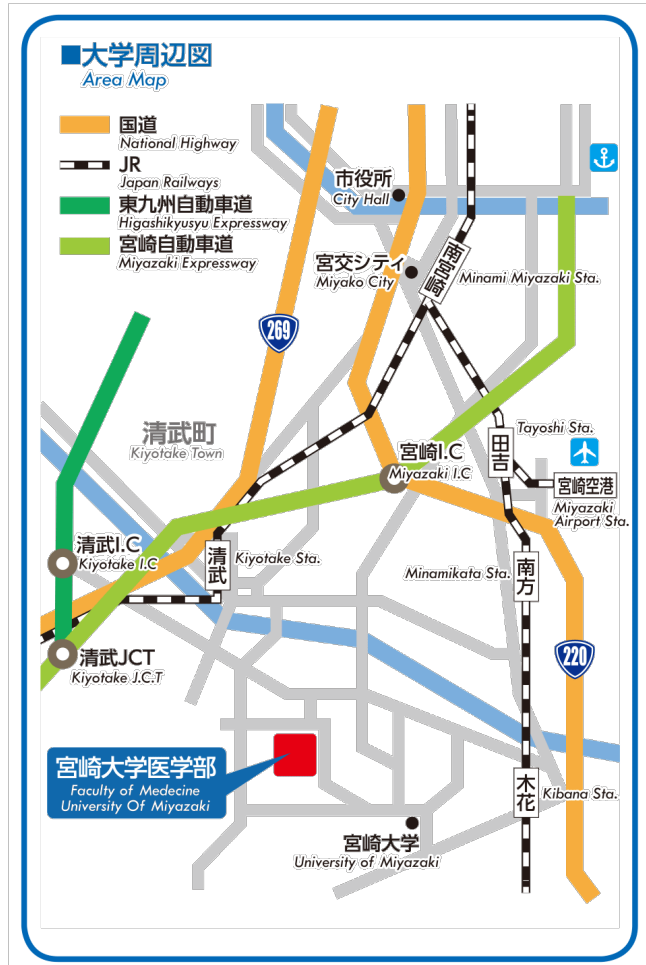 ■大学周辺図
Area Map
国道
National Highway
JR
Japan Railways
東九州自動車道
Higashikyusyu Expressway
宮崎自動車道
Miyazaki Expressway
市役所
City Hall
宮交シティ
Miyako City
南宮崎
Minami Miyazaki Sta.
269
清武町
Kiyotake Town
宮崎I.C
Miyazaki I.C
田吉
Tayoshi Sta.
宮崎空港
Miyazaki
Airport Sta.
清武I.C
Kiyotake I.C
清武
Kiyotake Sta.
南方
Minamikata Sta.
清武JCT
Kiyotake J.C.T
220
宮崎大学医学部
Faculty of Medecine
University Of Miyazaki
木花
Kibana Sta.
宮崎大学
University of Miyazaki